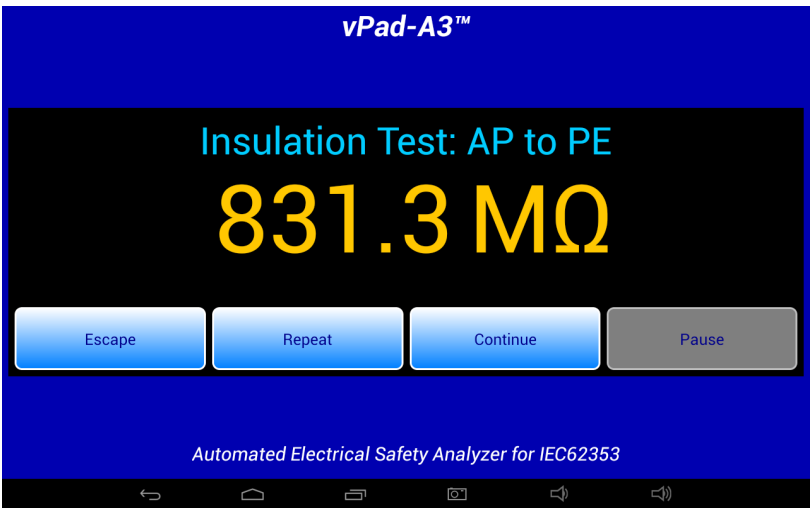 vPad-A3™
Insulation Test: AP to PE
831.3 MΩ
Escape Repeat Continue Pause
Automated Electrical Safety Analyzer for IEC62353